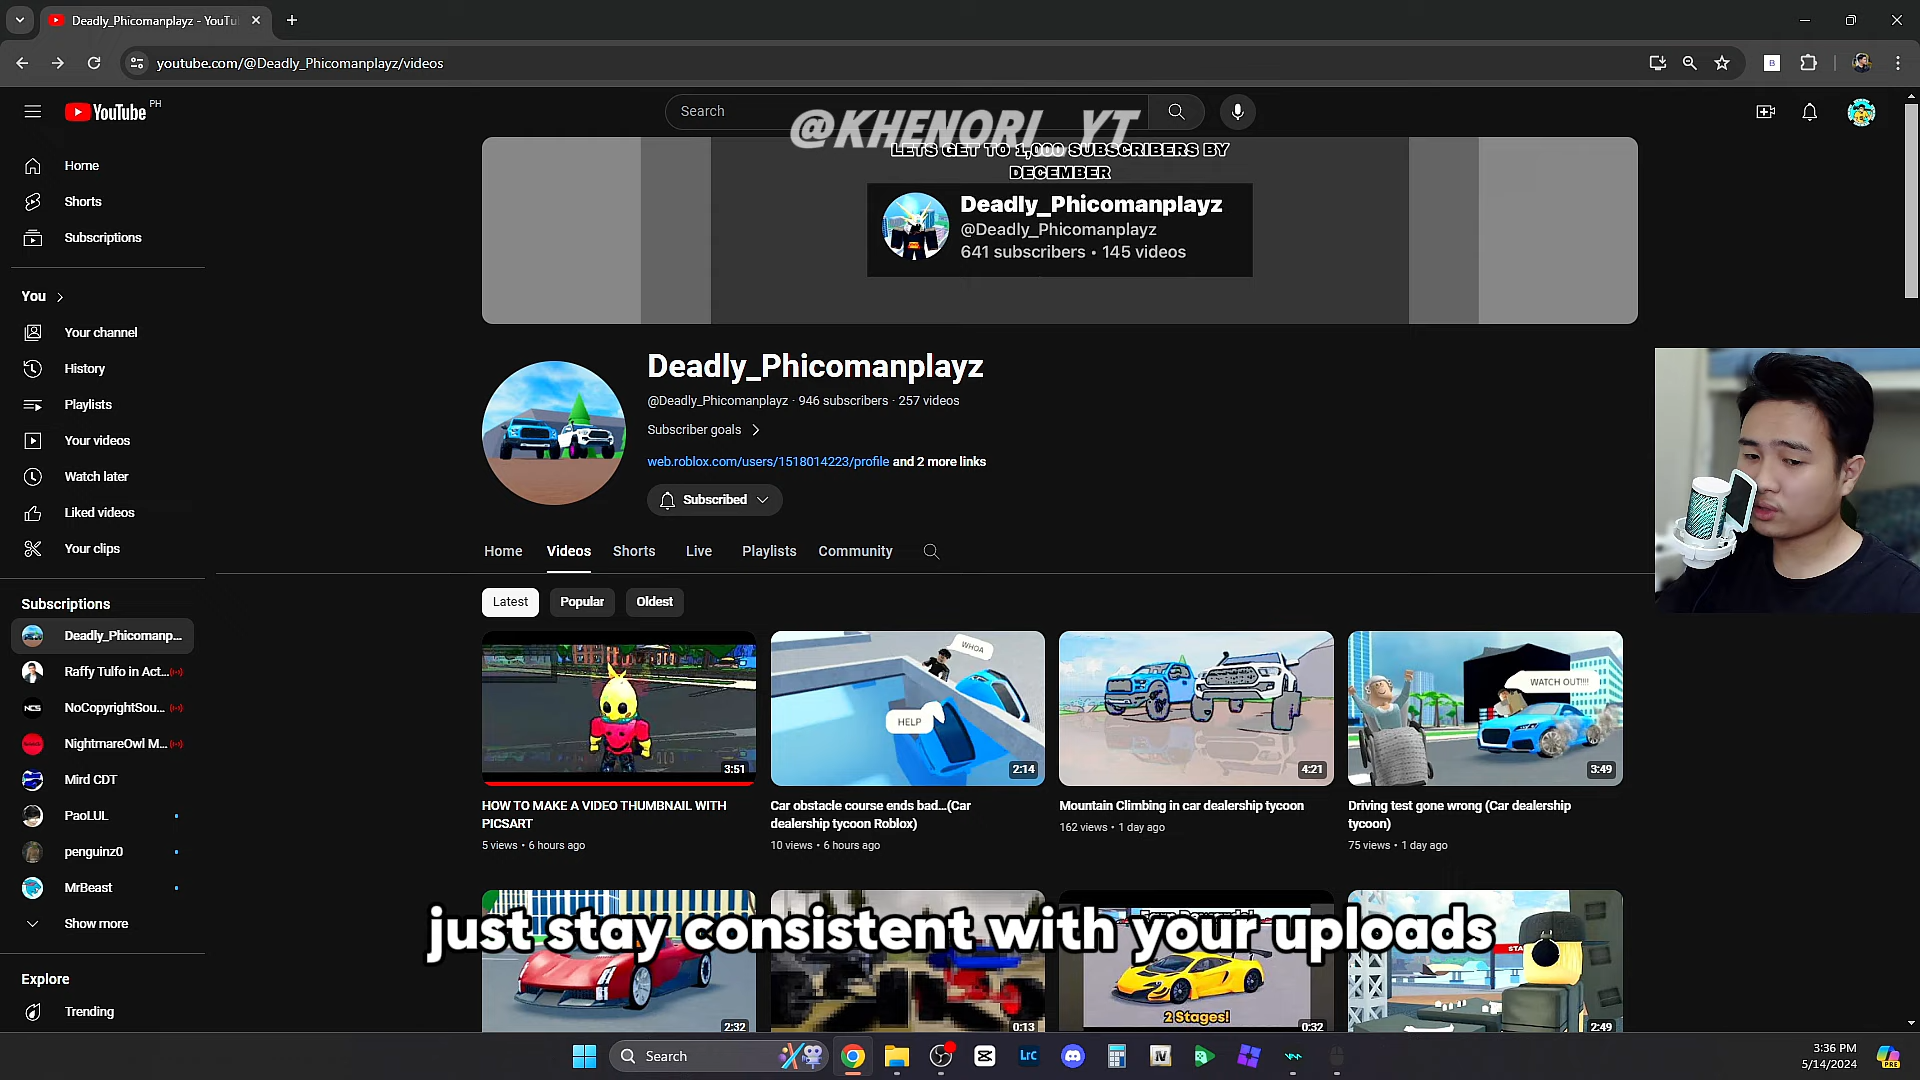 Deadly_Phicomanplayz - YouTu
youtube.com/@Deadly_Phicomanplayz/videos
B
YouTube PH
Search
@KHENORI_YT
LETS GET TO 1,000 SUBSCRIBERS BY
DECEMBER
Deadly_Phicomanplayz
@Deadly_Phicomanplayz
641 subscribers • 145 videos
Home
Shorts
Subscriptions
You
Your channel
History
Playlists
Your videos
Watch later
Liked videos
Your clips
Subscriptions
Deadly_Phicomanp...
Raffy Tulfo in Act...
NCS
NoCopyrightSou...
NightmareOwl M...
Mird CDT
PaoLUL
penguinz0
MrBeast
Show more
Explore
Trending
Deadly_Phicomanplayz
@Deadly_Phicomanplayz · 946 subscribers · 257 videos
Subscriber goals
web.roblox.com/users/1518014223/profile and 2 more links
Subscribed
Home Videos Shorts Live Playlists Community
Latest Popular Oldest
3:51
WHOA
HELP
2:14
4:21
WATCH OUT!!!!
3:49
HOW TO MAKE A VIDEO THUMBNAIL WITH
PICSART
5 views • 6 hours ago
Car obstacle course ends bad...(Car
dealership tycoon Roblox)
10 views • 6 hours ago
Mountain Climbing in car dealership tycoon
162 views • 1 day ago
Driving test gone wrong (Car dealership
tycoon)
75 views • 1 day ago
just stay consistent with your uploads
2:32
0:13
2 Stages!
0:32
STA
2:49
Search
LrC
3:36 PM
5/14/2024
PRE